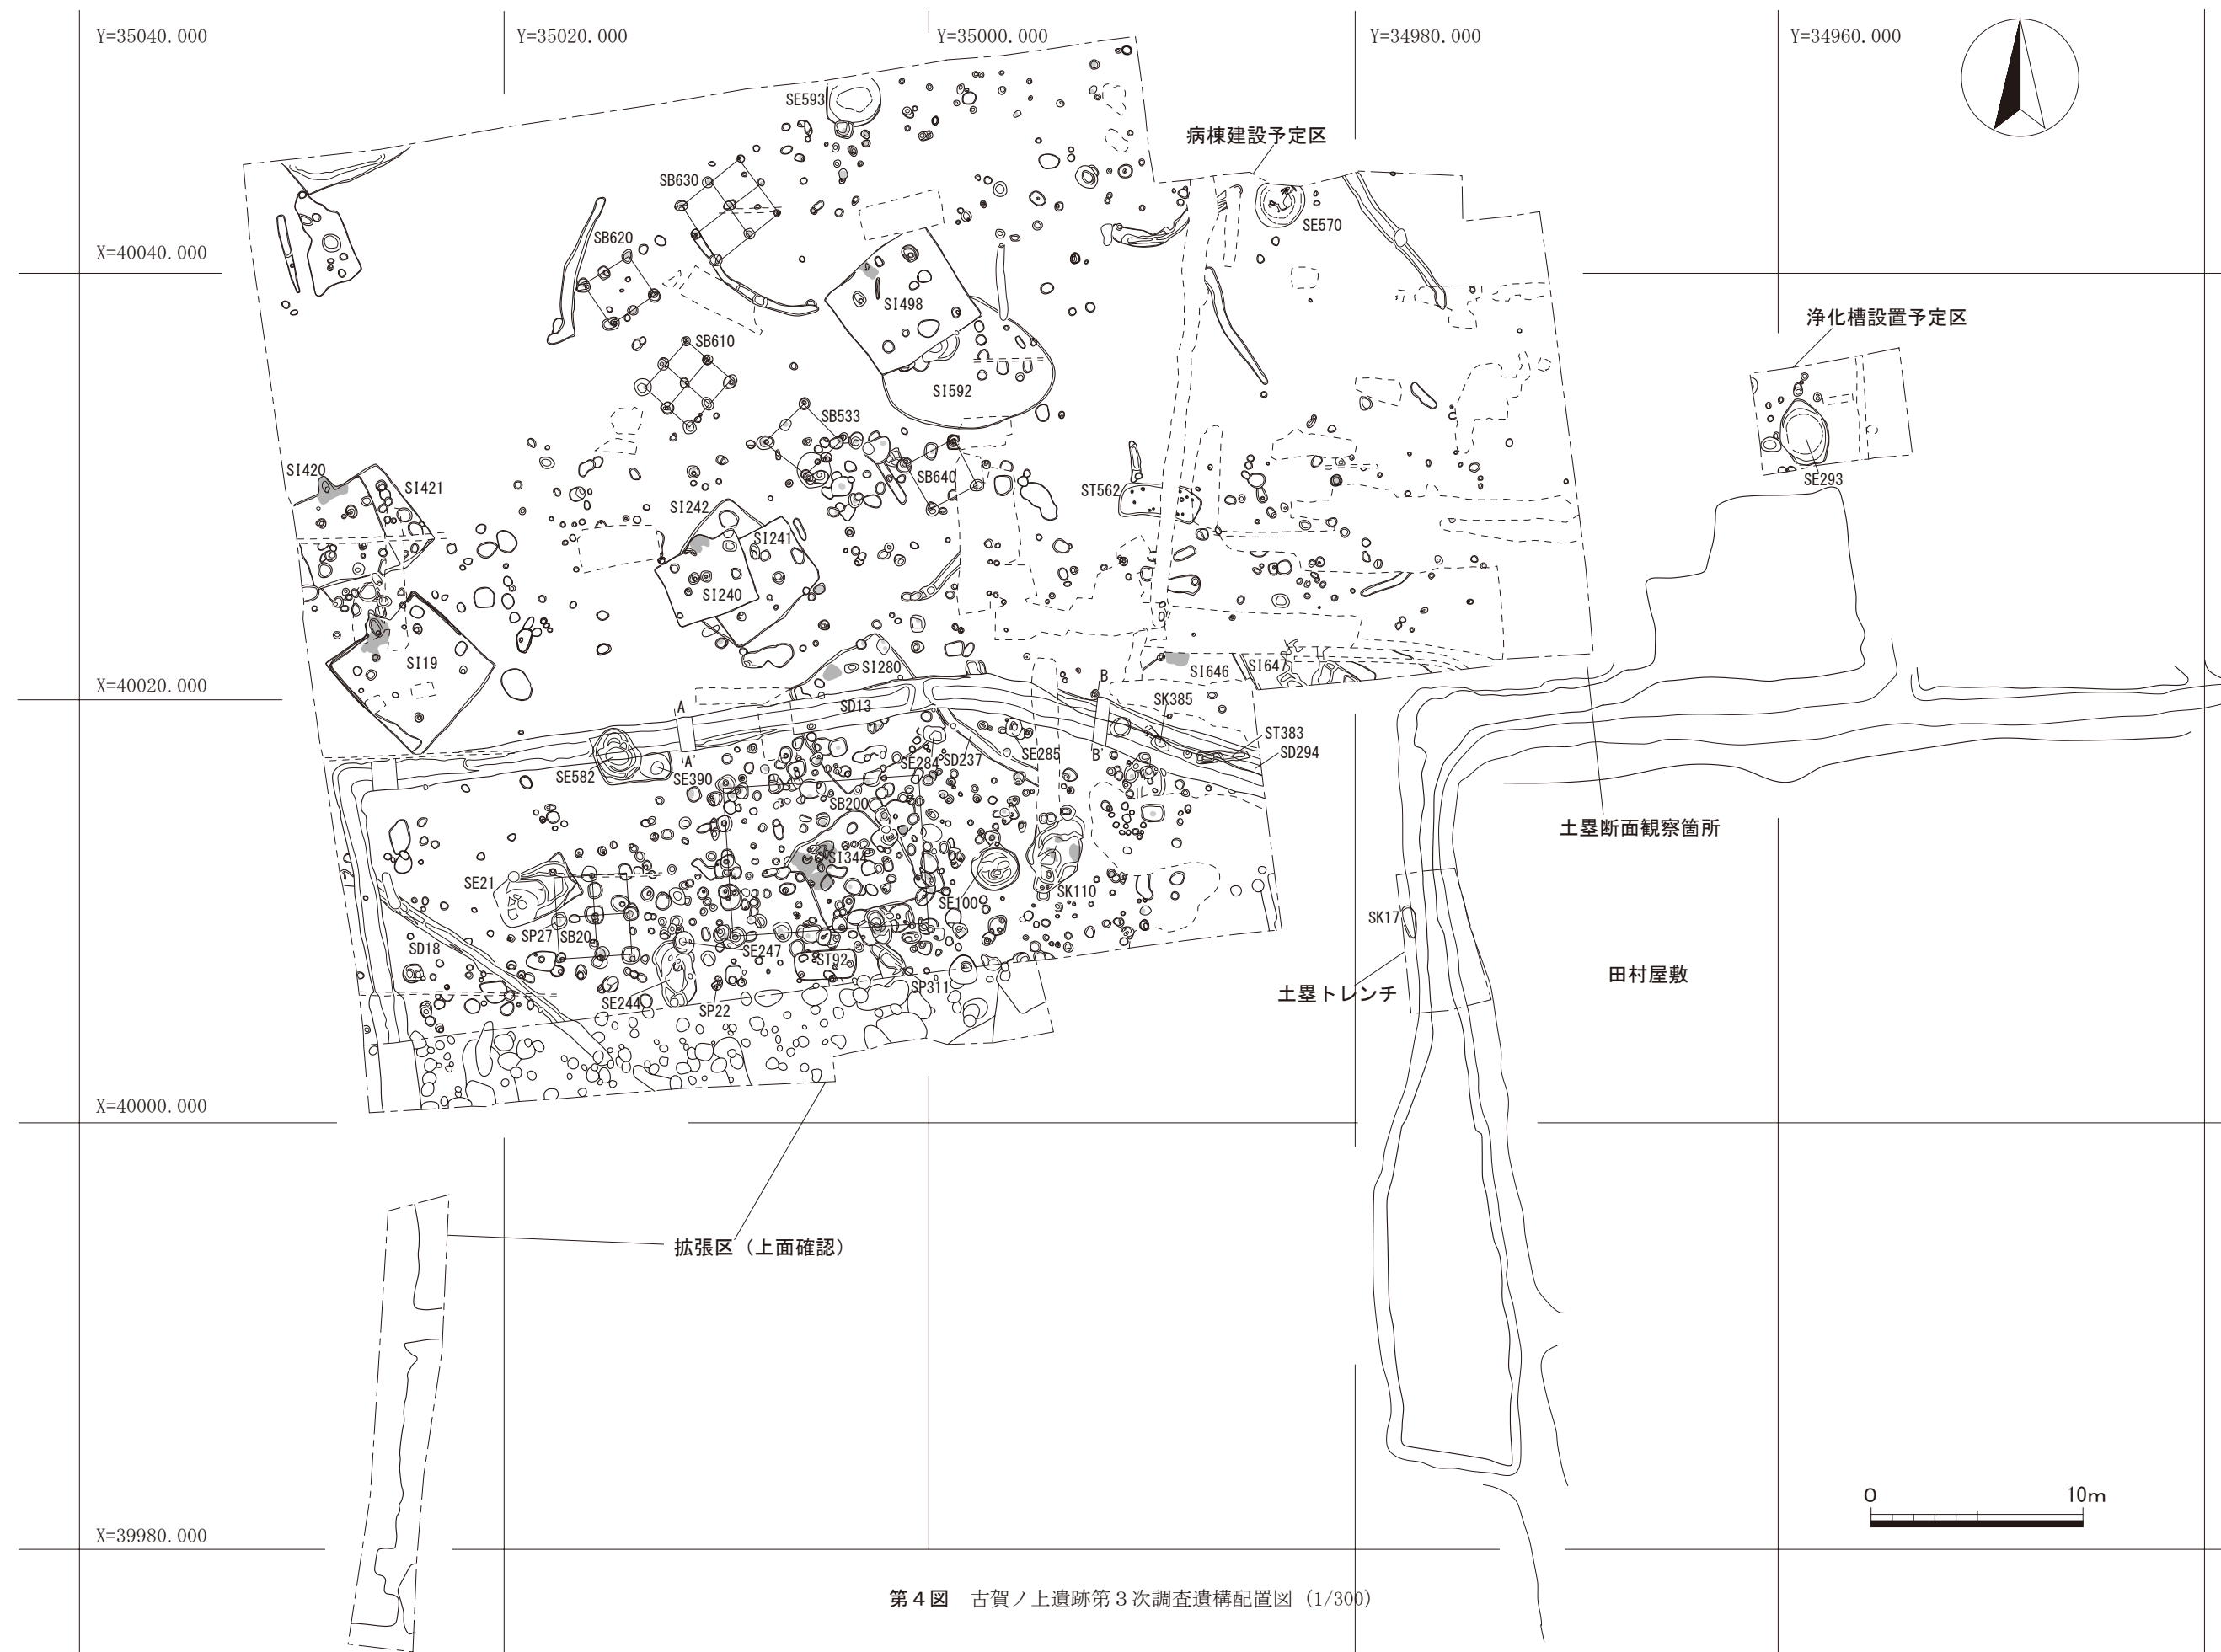 Y=35040.000
Y=35020.000
Y=35000.000
Y=34980.000
Y=34960.000
SE593
病棟建設予定区
SB630
SE570
SB620
X=40040.000
SI498
浄化槽設置予定区
SB610
SI592
SB533
SI420
SI421
SB640
SE293
ST562
SI242
SI241
SI240
SI19
SI280
SI646
SI647
X=40020.000
B
SK385
A
SD13
ST383
SD294
SE285
B'
SE284
SD237
A'
SE582
SE390
SB200
土塁断面観察箇所
SI344
SE21
SK110
SE100
SK17
SP27
SB20
SD18
SE247
ST92
田村屋敷
SP311
土塁トレンチ
SE244
SP22
X=40000.000
拡張区（上面確認）
0
10m
X=39980.000
第４図　古賀ノ上遺跡第３次調査遺構配置図（1/300）